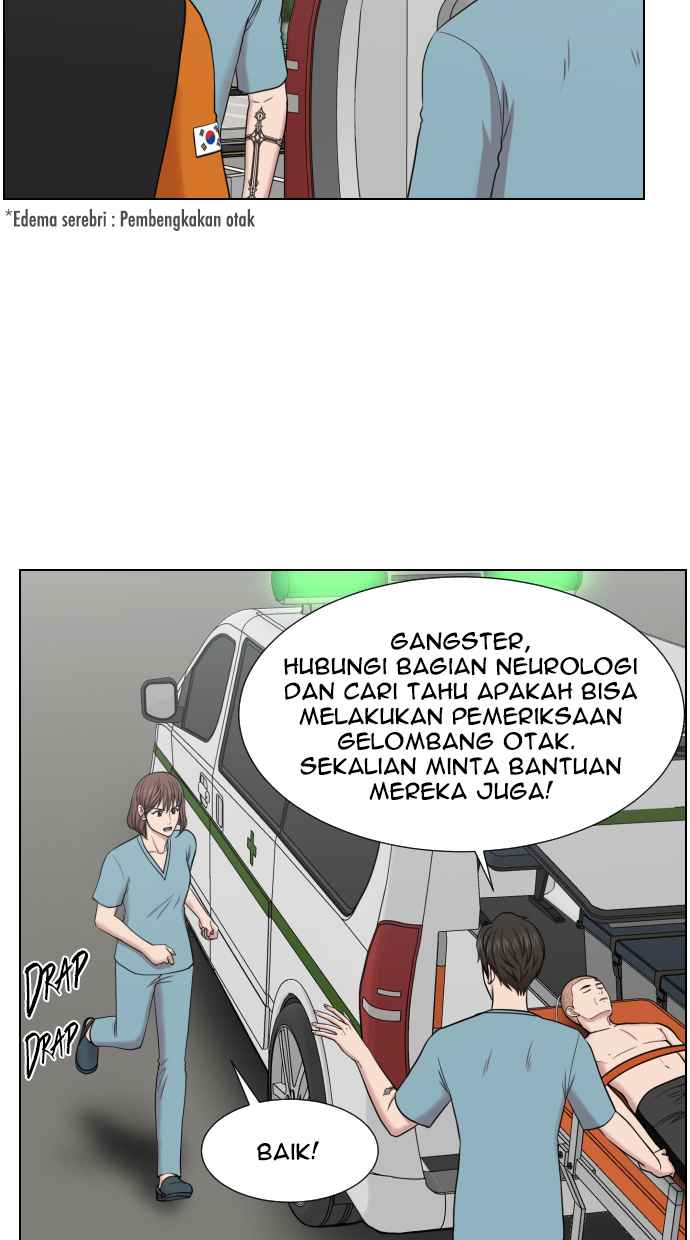 *Edema serebri : Pembengkakan otak
GANGSTER,
HUBUNGI BAGIAN NEUROLOGI
DAN CARI TAHU APAKAH BISA
MELAKUKAN PEMERIKSAAN
GELOMBANG OTAK.
SEKALIAN MINTA BANTUAN
MEREKA JUGA!
DRAP
DRAP
BAIK!